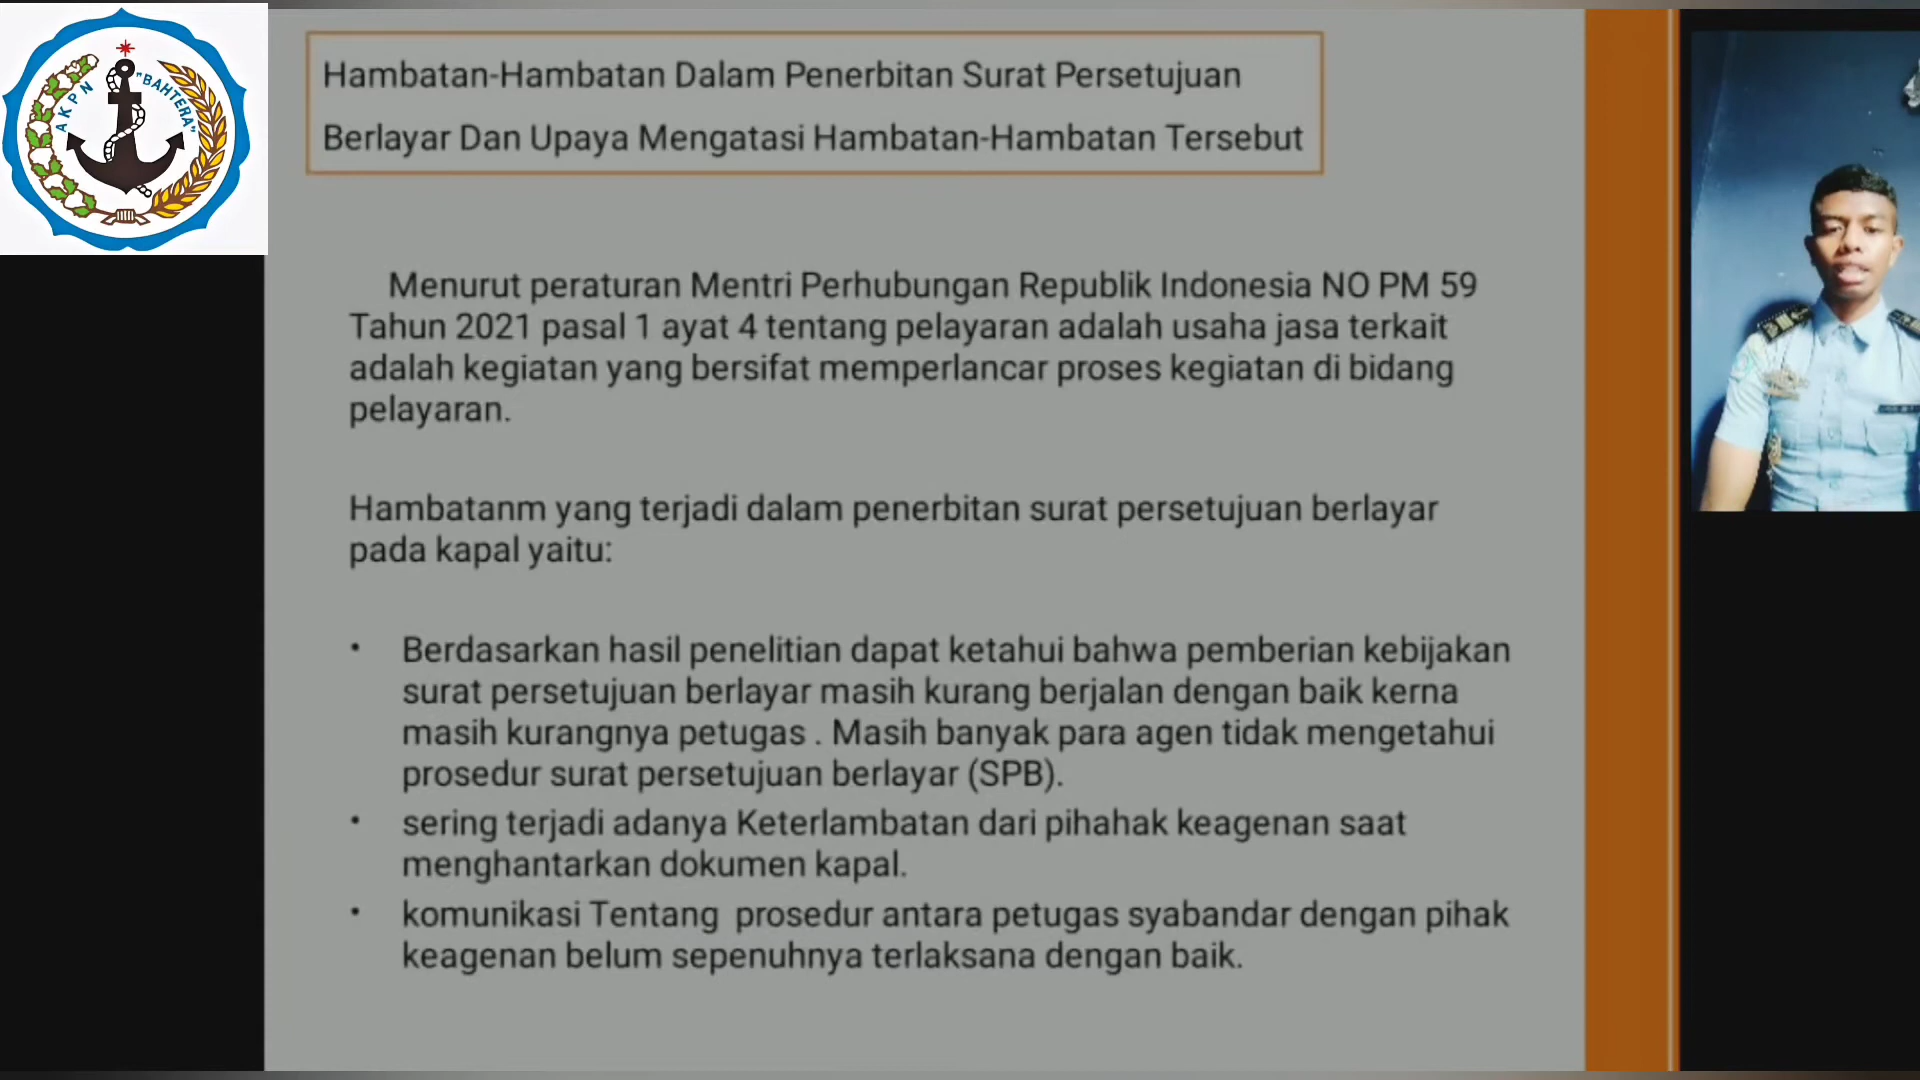 AKPN "BAHTERA"
Hambatan-Hambatan Dalam Penerbitan Surat Persetujuan
Berlayar Dan Upaya Mengatasi Hambatan-Hambatan Tersebut
Menurut peraturan Mentri Perhubungan Republik Indonesia NO PM 59
Tahun 2021 pasal 1 ayat 4 tentang pelayaran adalah usaha jasa terkait
adalah kegiatan yang bersifat memperlancar proses kegiatan di bidang
pelayaran.
Hambatanm yang terjadi dalam penerbitan surat persetujuan berlayar
pada kapal yaitu:
• Berdasarkan hasil penelitian dapat ketahui bahwa pemberian kebijakan
surat persetujuan berlayar masih kurang berjalan dengan baik kerna
masih kurangnya petugas . Masih banyak para agen tidak mengetahui
prosedur surat persetujuan berlayar (SPB).
• sering terjadi adanya Keterlambatan dari pihahak keagenan saat
menghantarkan dokumen kapal.
• komunikasi Tentang prosedur antara petugas syabandar dengan pihak
keagenan belum sepenuhnya terlaksana dengan baik.